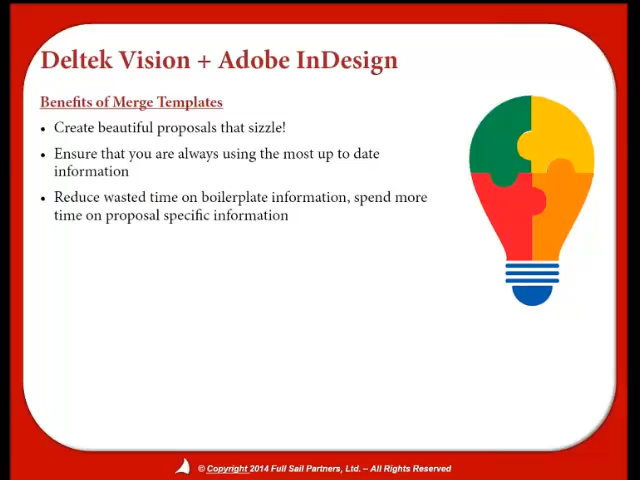 Deltek Vision + Adobe InDesign
Benefits of Merge Templates
• Create beautiful proposals that sizzle!
• Ensure that you are always using the most up to date
information
• Reduce wasted time on boilerplate information, spend more
time on proposal specific information
© Copyright 2014 Full Sail Partners, Ltd. – All Rights Reserved